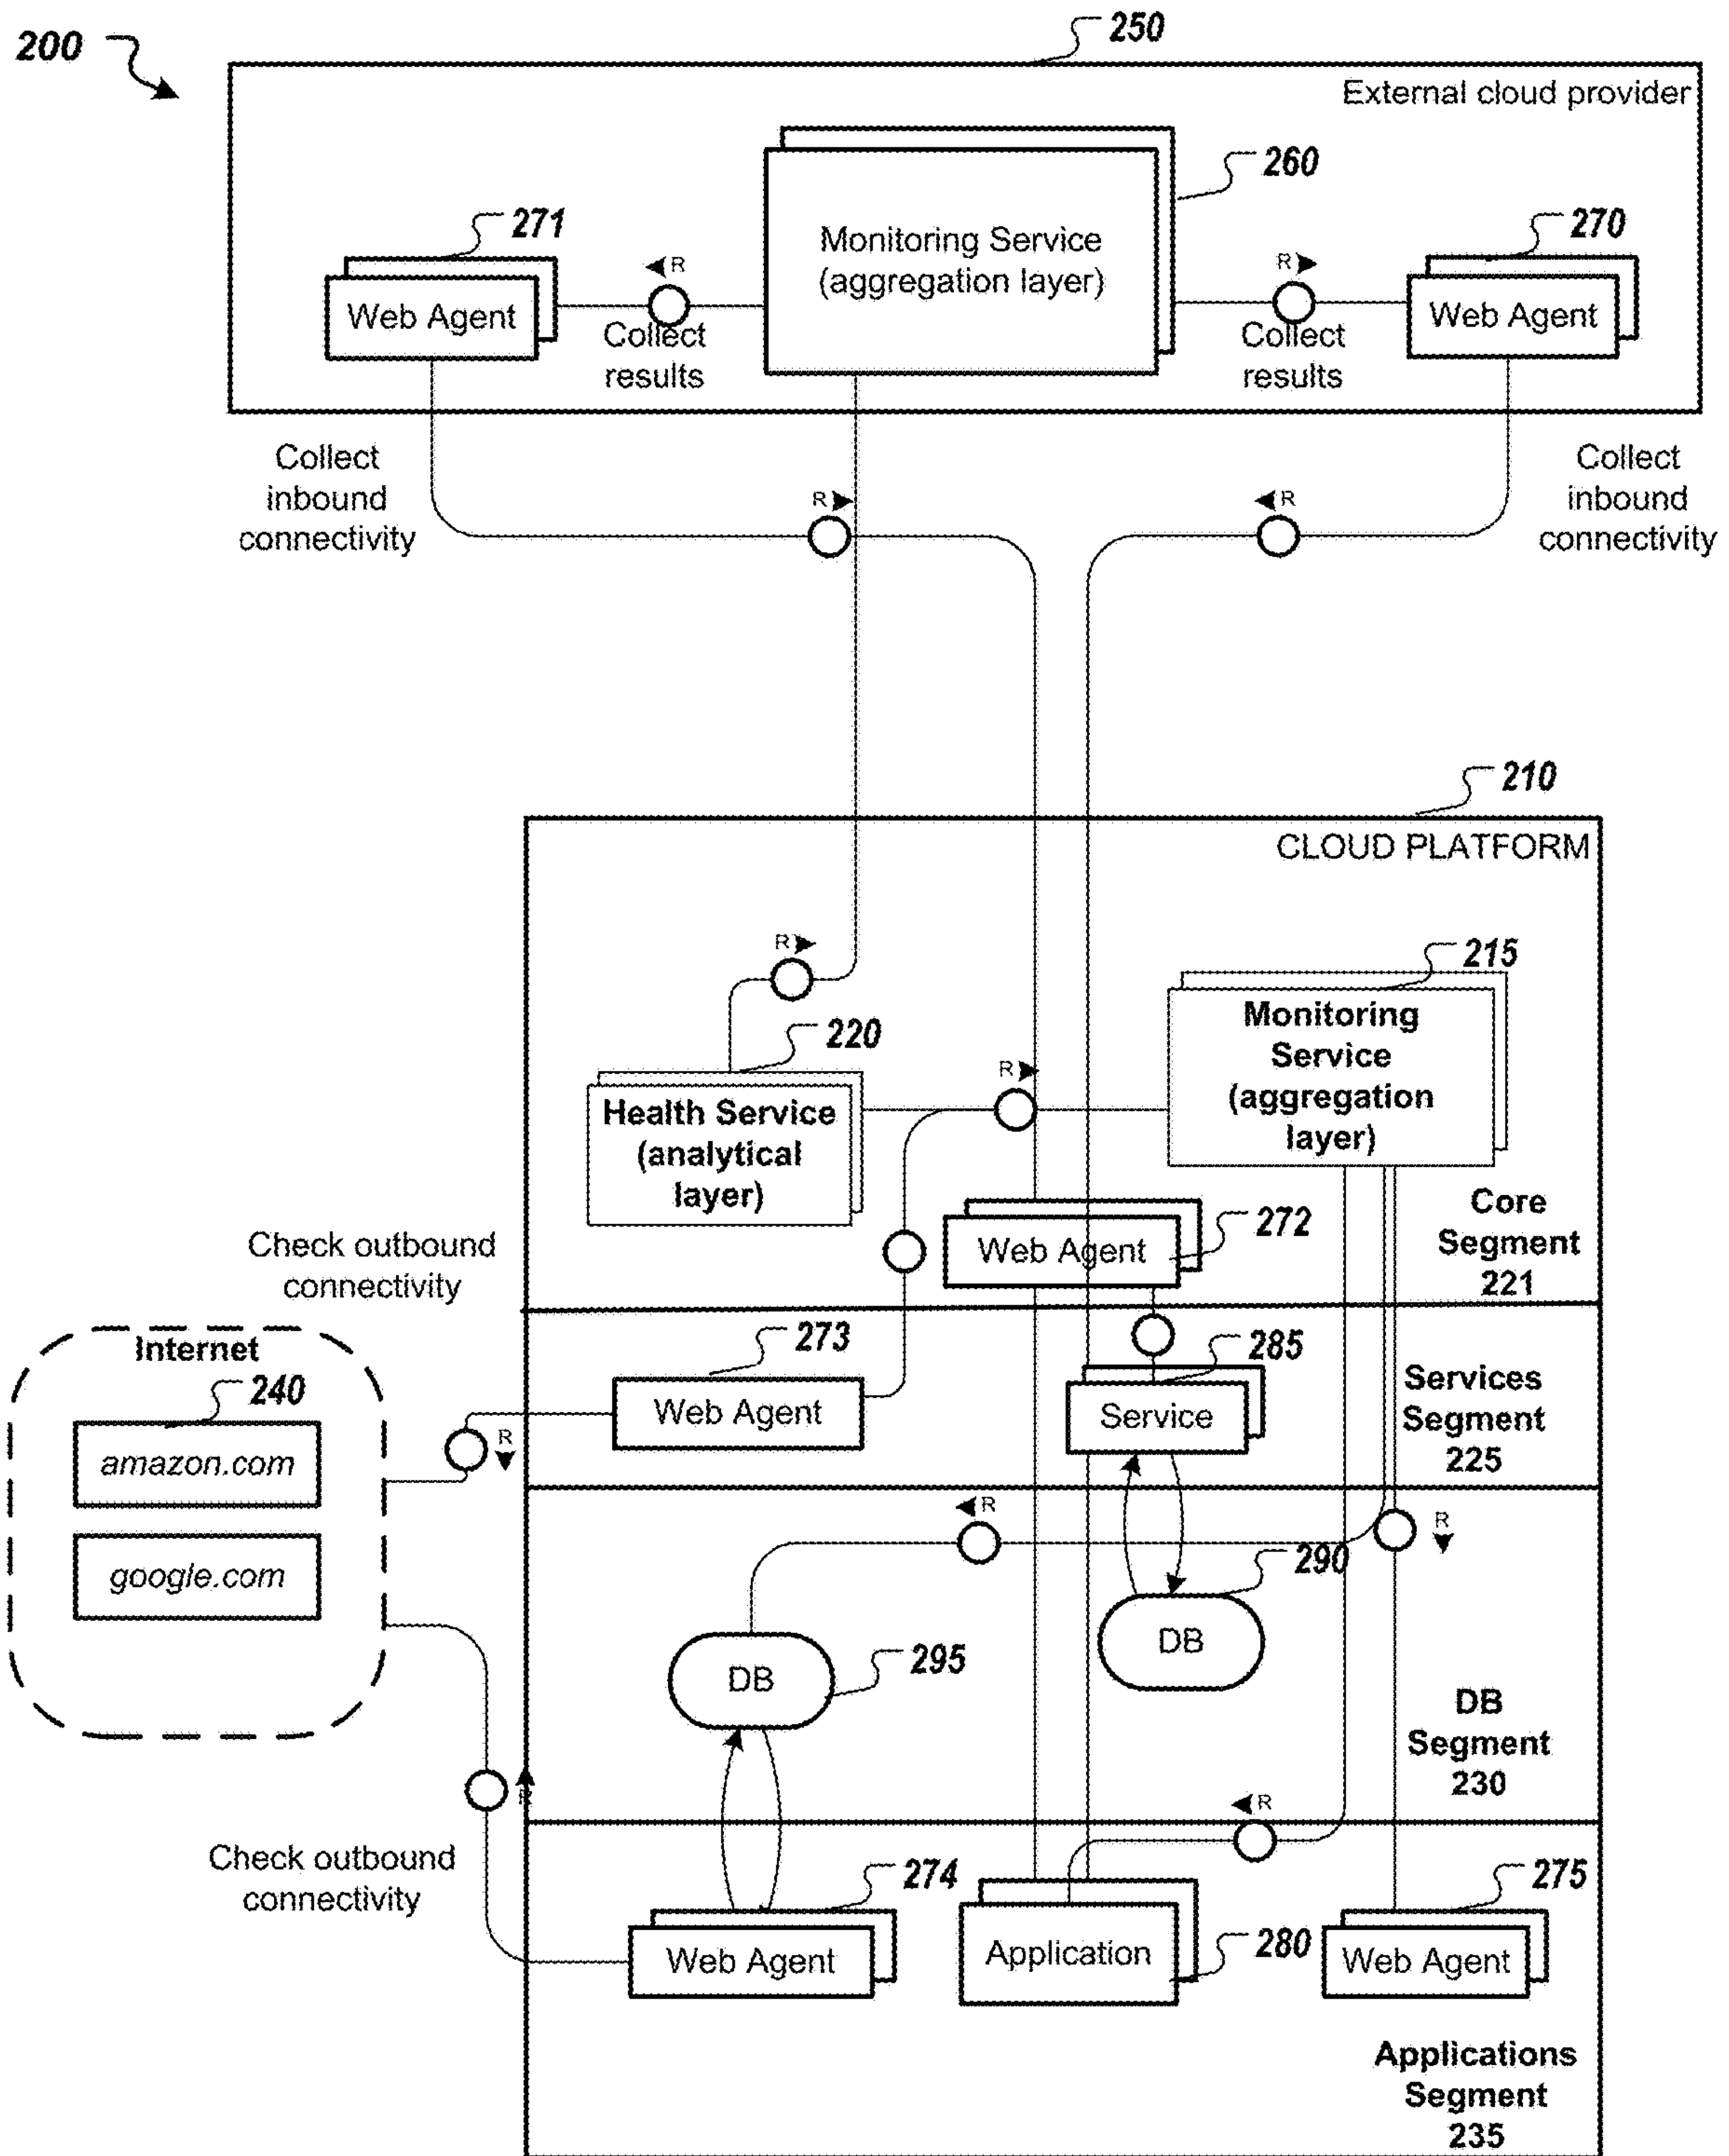 200
250
External cloud provider
260
271
270
Monitoring Service
(aggregation layer)
R
R
Web Agent
Web Agent
Collect
results
Collect
results
Collect
inbound
connectivity
Collect
inbound
connectivity
R
R
210
CLOUD PLATFORM
R
215
Monitoring
Service
(aggregation
layer)
220
R
Health Service
(analytical
layer)
Core
Segment
221
272
Web Agent
Check outbound
connectivity
Internet
240
amazon.com
google.com
273
Web Agent
R
285
Service
Services
Segment
225
R
R
290
DB
295
DB
DB
Segment
230
R
R
Check outbound
connectivity
274
Web Agent
Application
280
275
Web Agent
Applications
Segment
235